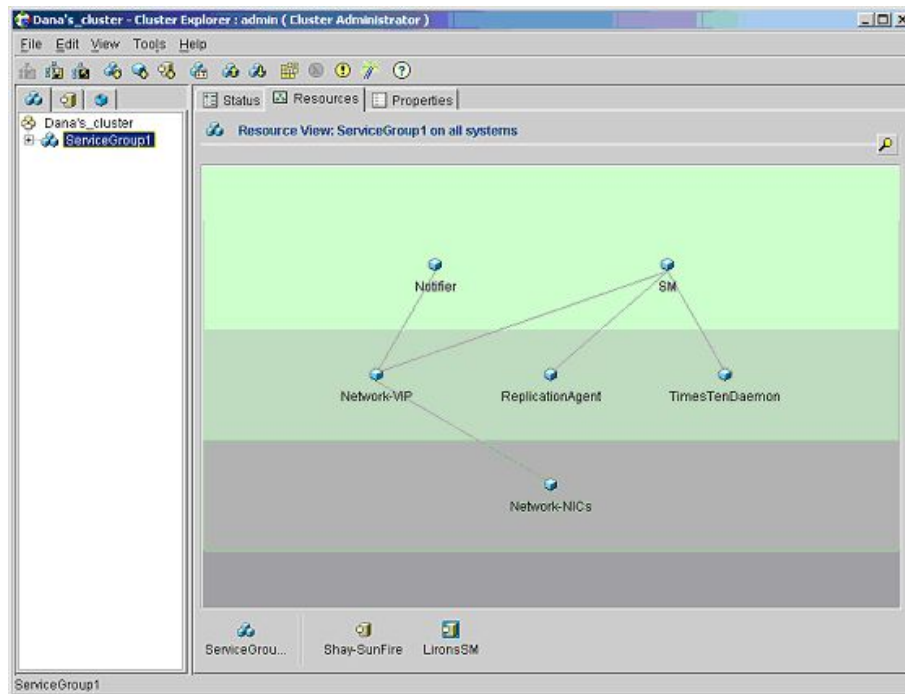 Dana's_cluster - Cluster Explorer : admin ( Cluster Administrator )
File Edit View Tools Help
Status Resources Properties
Dana's_cluster
ServiceGroup1
Resource View: ServiceGroup1 on all systems
Notifier SM
Network-VIP ReplicationAgent TimesTenDaemon
Network-NICs
ServiceGrou... Shay-SunFire LironsSM
ServiceGroup1